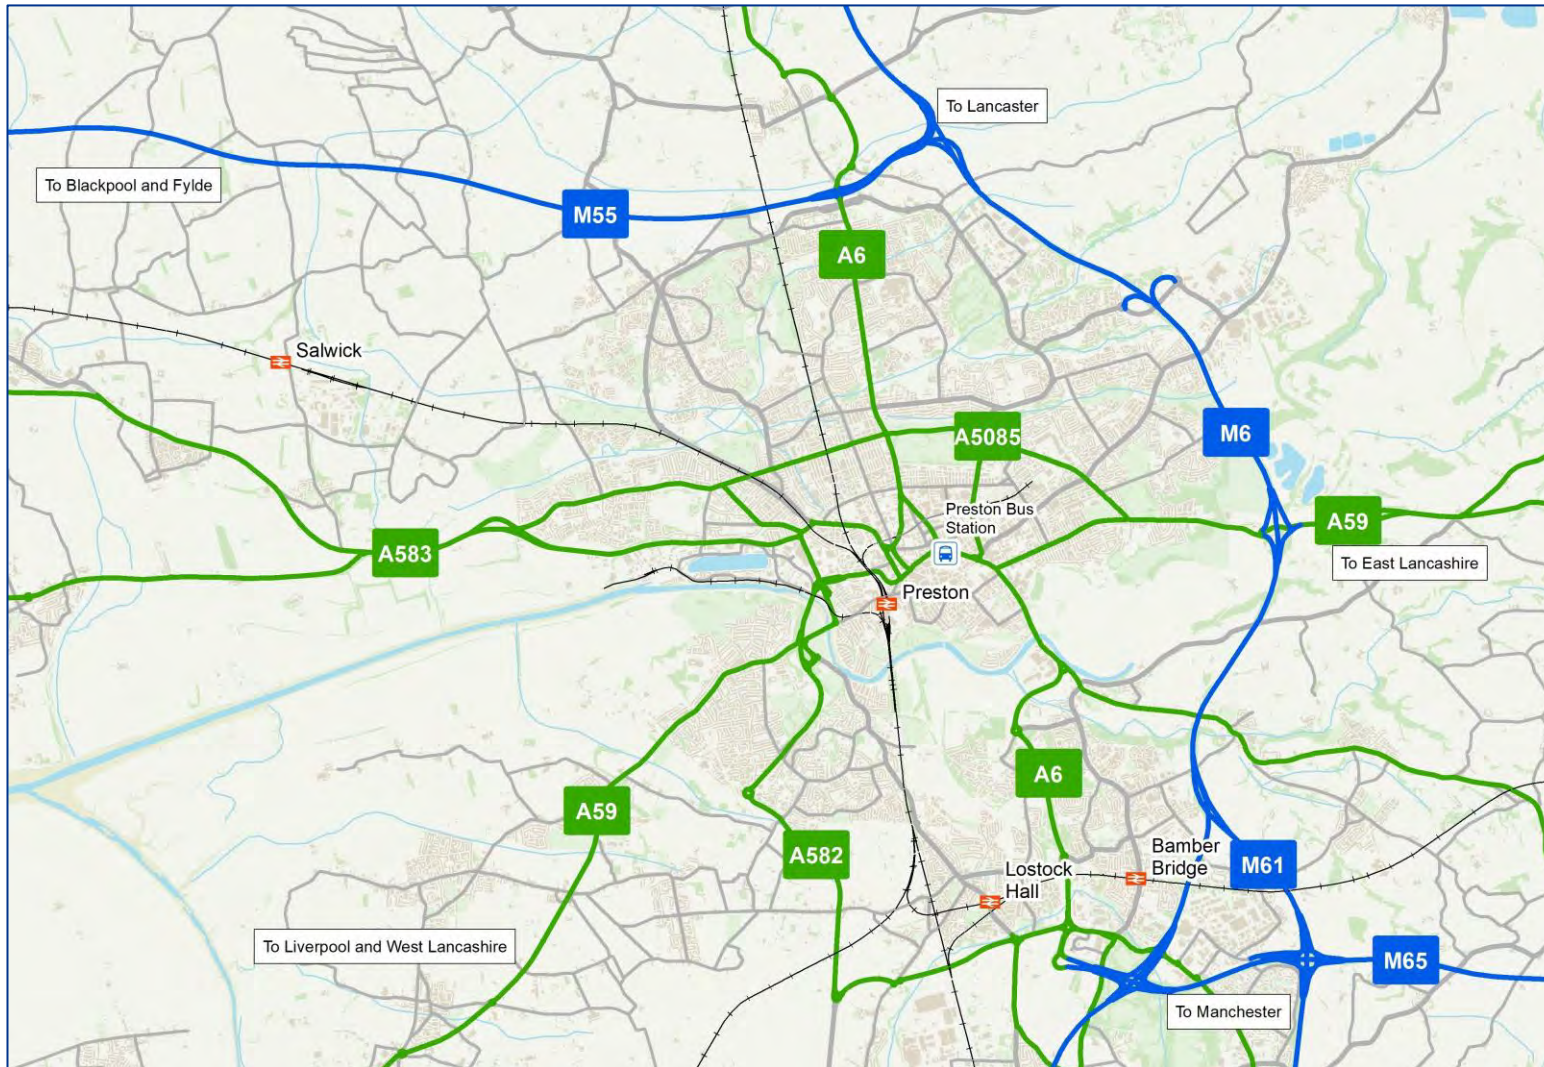 To Lancaster
To Blackpool and Fylde
M55
A6
Salwick
A5085
M6
Preston Bus
Station
A59
A583
To East Lancashire
Preston
A6
A59
A582
Bamber
Bridge
M61
Lostock
Hall
To Liverpool and West Lancashire
M65
To Manchester